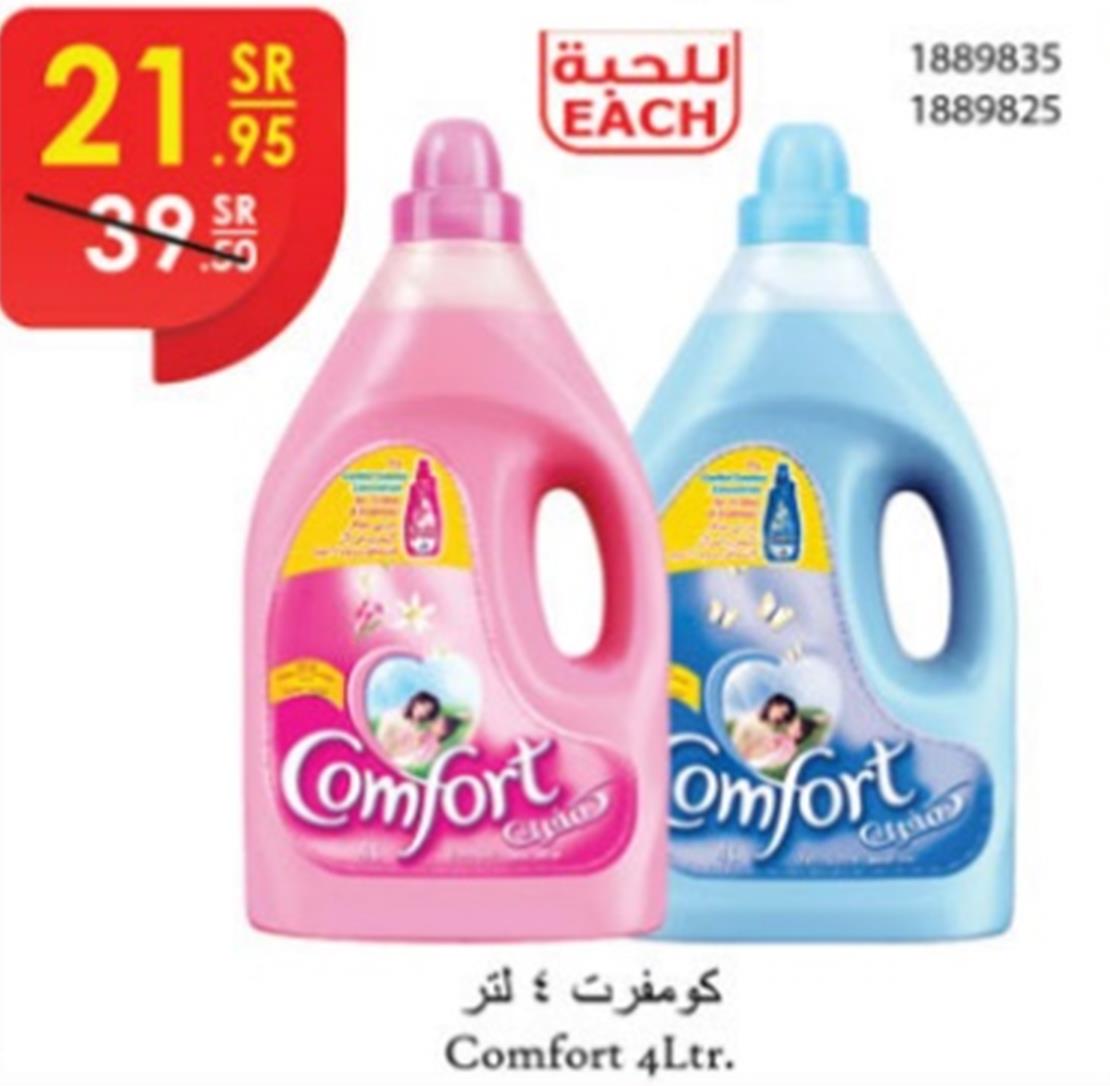 21 SR .95
39 SR .50
للحبة
EACH
1889835
1889825
Comfort
كومفرت
Comfort
كومفرت
كومفرت ٤ لتر
Comfort 4Ltr.